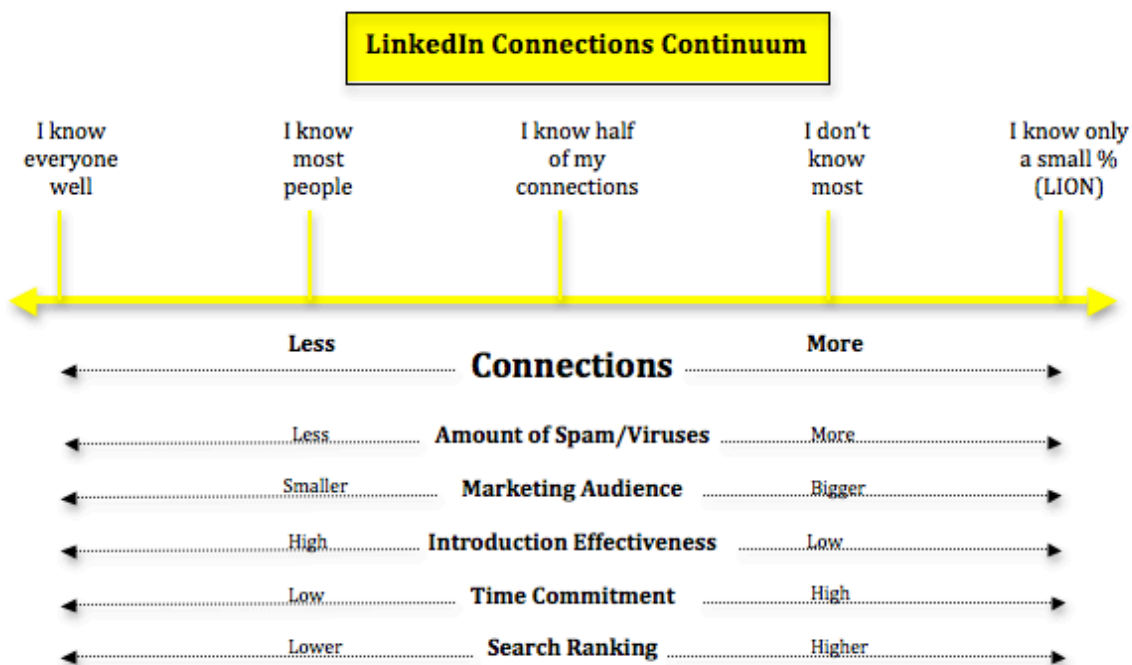 LinkedIn Connections Continuum
I know
everyone
well
I know
most
people
I know half
of my
connections
I don't
know
most
I know only
a small %
(LION)
Less Connections More
Less Amount of Spam/Viruses More
Smaller Marketing Audience Bigger
High Introduction Effectiveness Low
Low Time Commitment High
Lower Search Ranking Higher